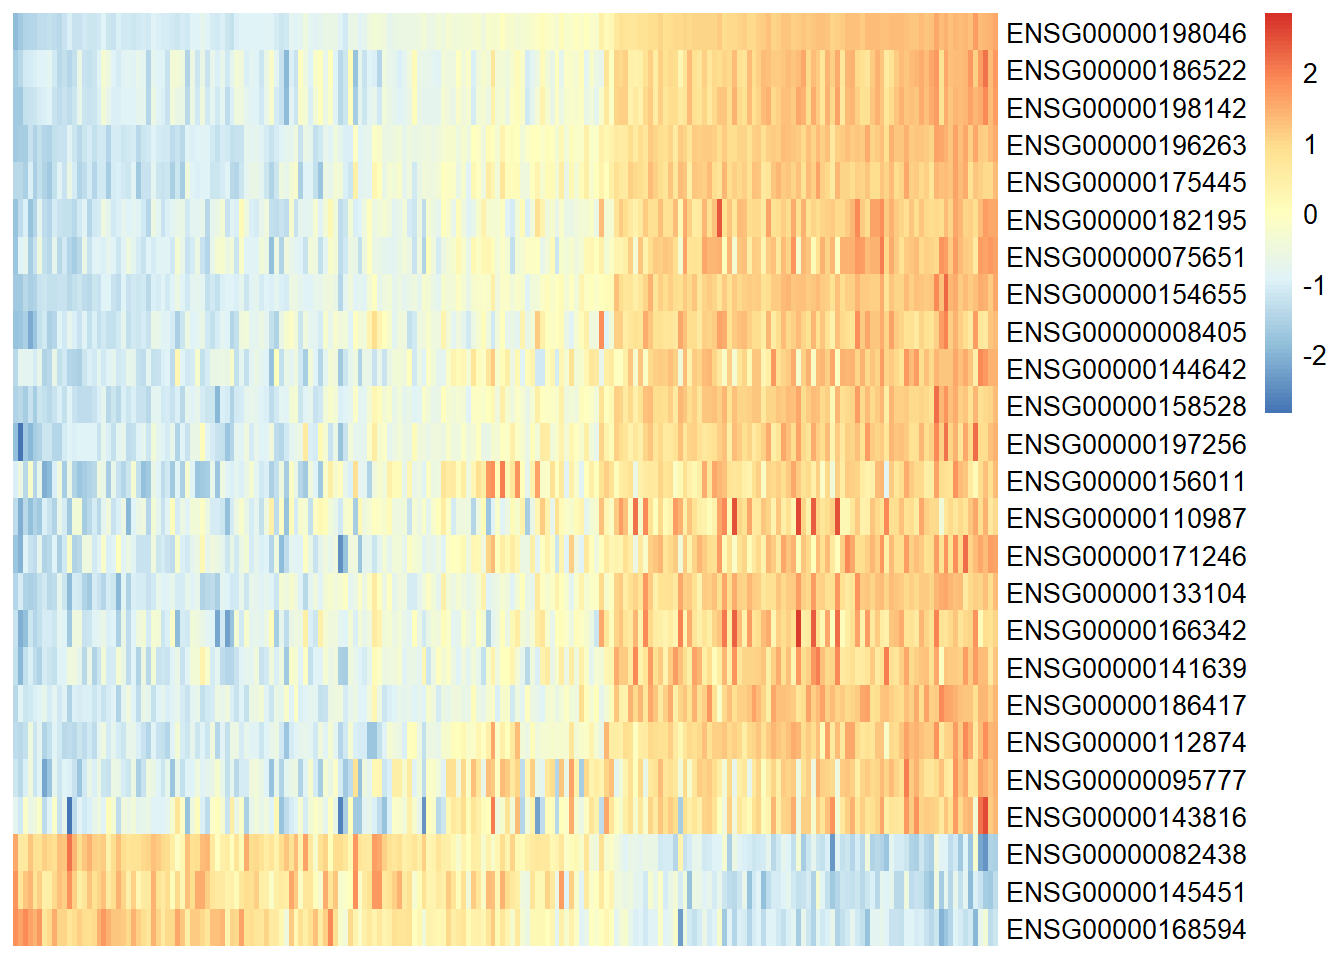 ENSG00000198046
ENSG00000186522
ENSG00000198142
ENSG00000196263
ENSG00000175445
ENSG00000182195
ENSG00000075651
ENSG00000154655
ENSG00000008405
ENSG00000144642
ENSG00000158528
ENSG00000197256
ENSG00000156011
ENSG00000110987
ENSG00000171246
ENSG00000133104
ENSG00000166342
ENSG00000141639
ENSG00000186417
ENSG00000112874
ENSG00000095777
ENSG00000143816
ENSG00000082438
ENSG00000145451
ENSG00000168594
2
1
0
-1
-2